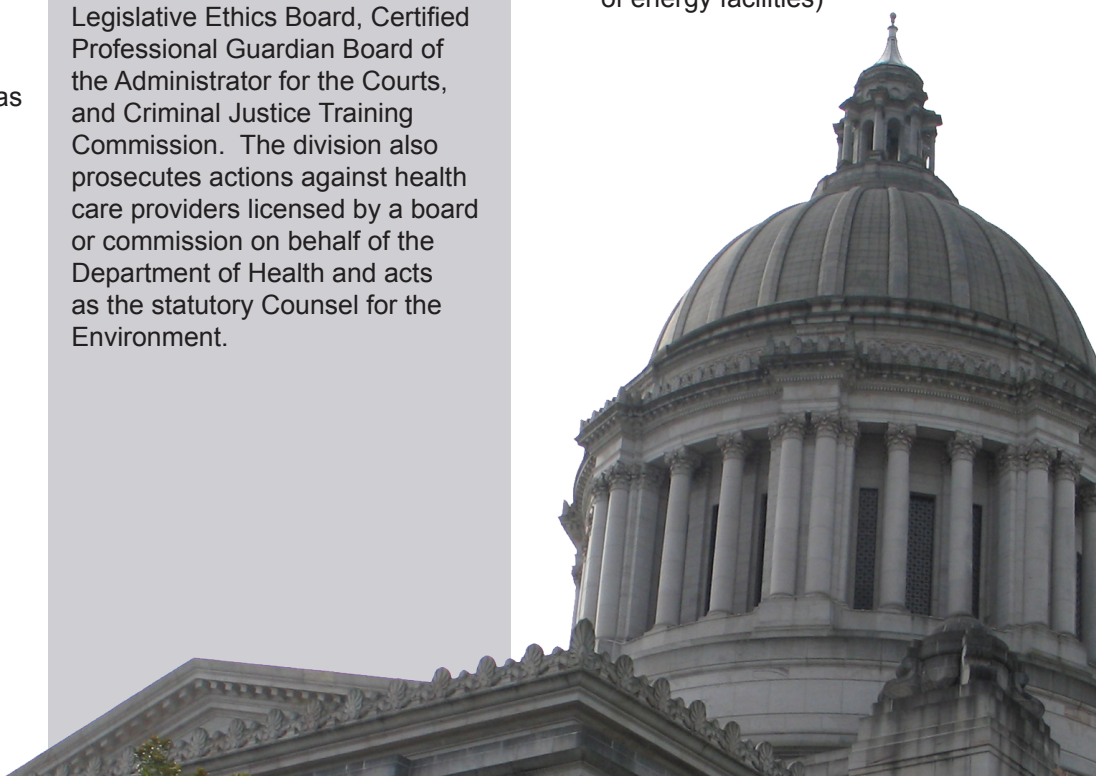 as
Legislative Ethics Board, Certified
Professional Guardian Board of
the Administrator for the Courts,
and Criminal Justice Training
Commission.  The division also
prosecutes actions against health
care providers licensed by a board
or commission on behalf of the
Department of Health and acts
as the statutory Counsel for the
Environment.
of energy facilities)